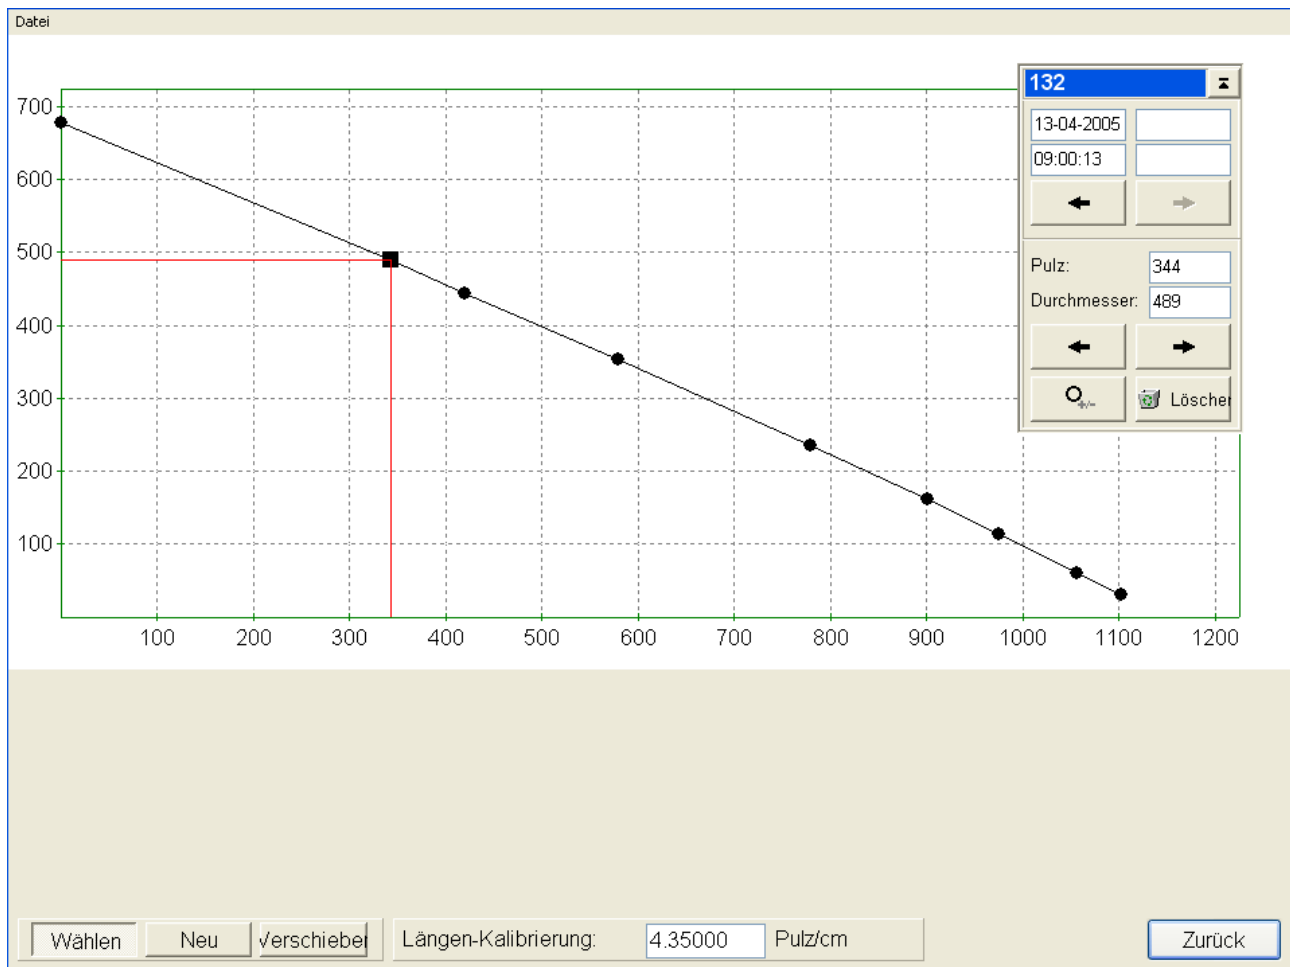 Datei
132
13-04-2005
09:00:13
Pulz: 344
Durchmesser: 489
Löschen
700
600
500
400
300
200
100
100 200 300 400 500 600 700 800 900 1000 1100 1200
Wählen Neu Verschieben Längen-Kalibrierung: 4.35000 Pulz/cm Zurück